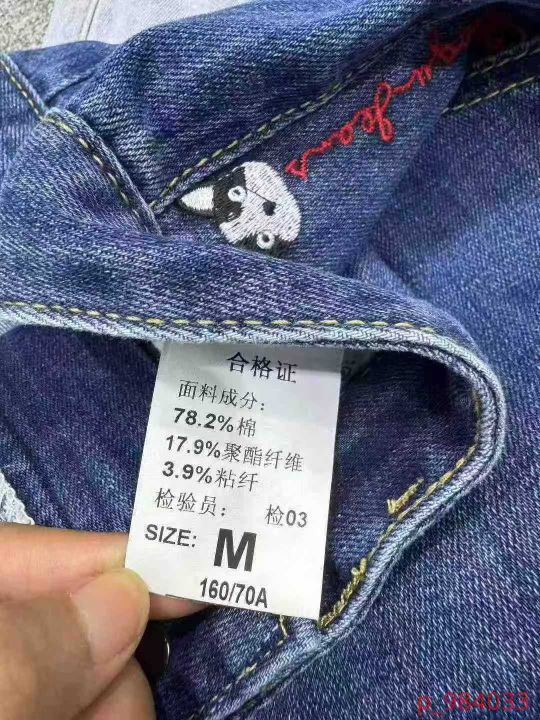 Jeans
合格证
面料成分：
78.2%棉
17.9%聚酯纤维
3.9%粘纤
检验员： 检03
SIZE: M
160/70A
p_984033